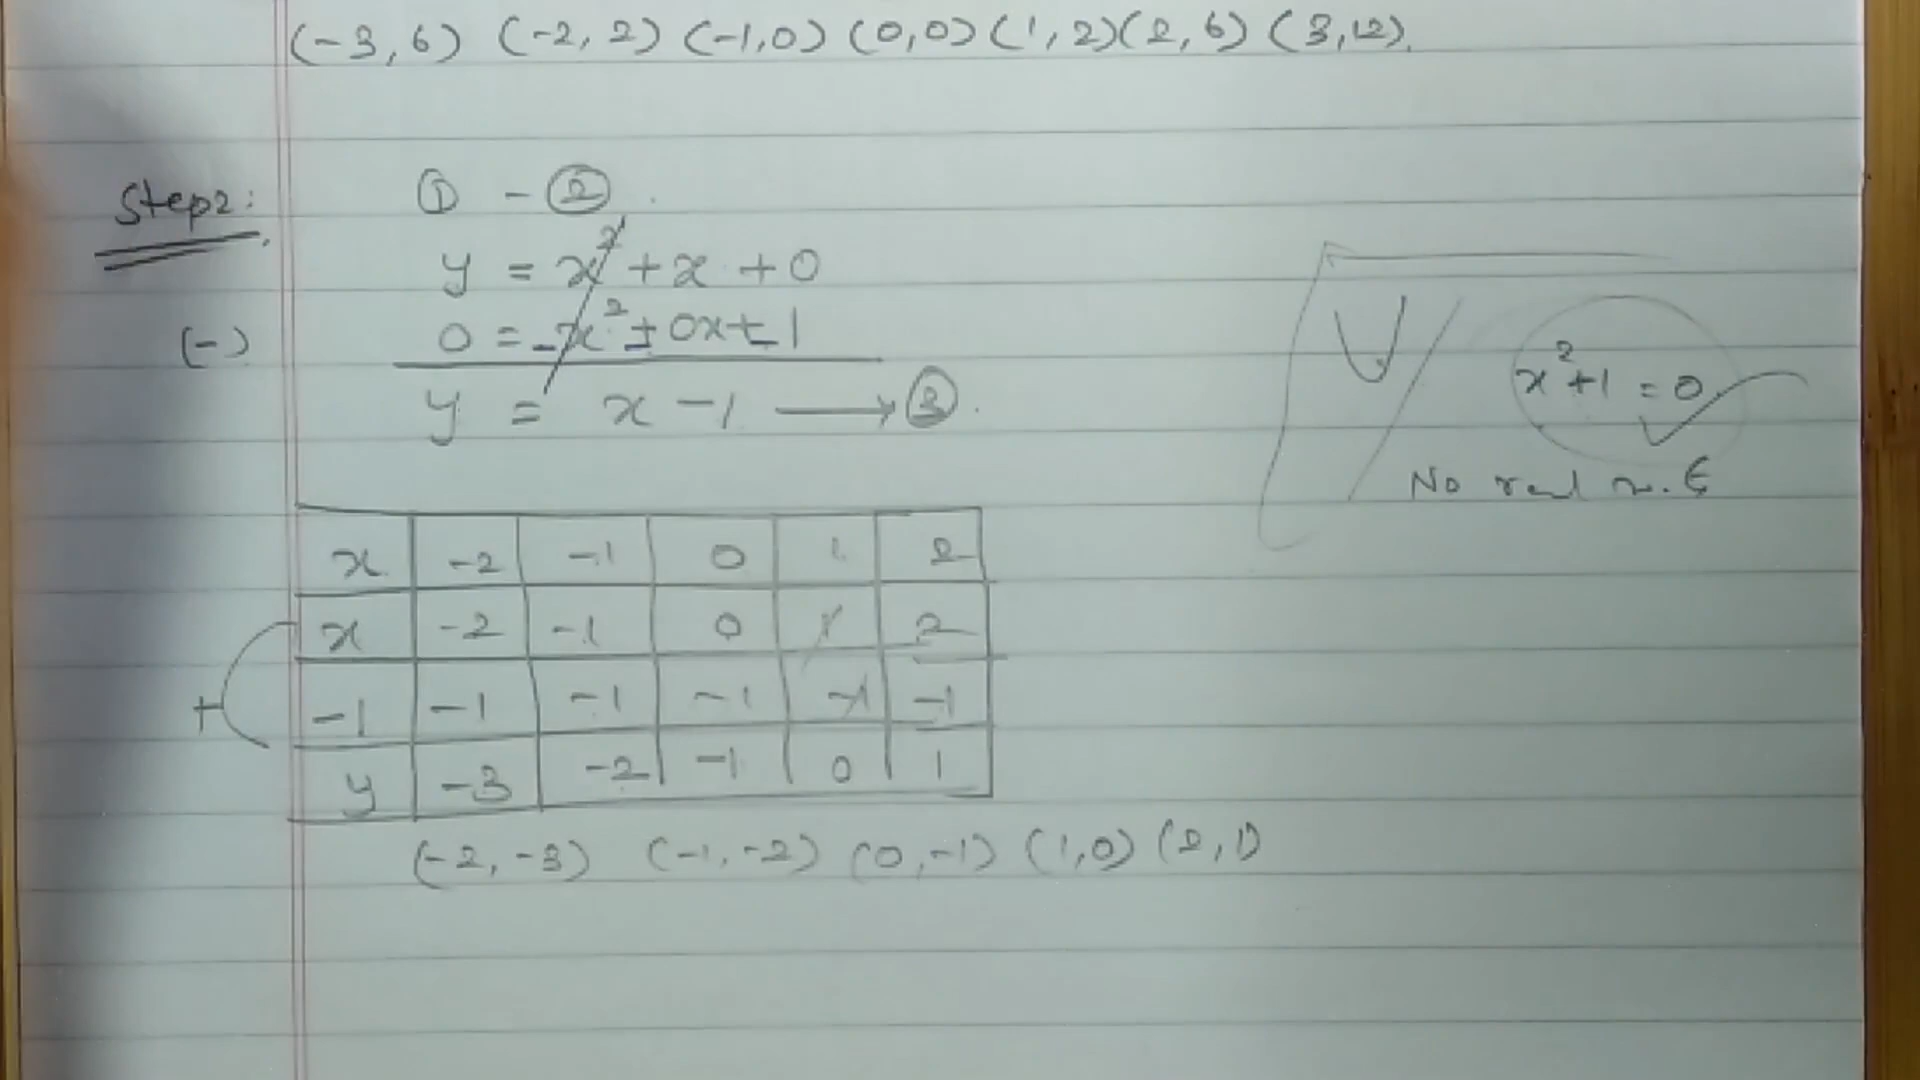 (-3,6) (-2,2) (-1,0) (0,0) (1,2) (2,6) (3,12).
Step2:
① - ②
y = x² + x + 0
(-) 0 = -x² ± 0x ± 1
y = x - 1 → ③.
x² + 1 = 0
No real
x -2 -1 0 1 2
x -2 -1 0 1 2
+
-1 -1 -1 -1 -1 -1
y -3 -2 -1 0 1
(-2,-3) (-1,-2) (0,-1) (1,0) (2,1)